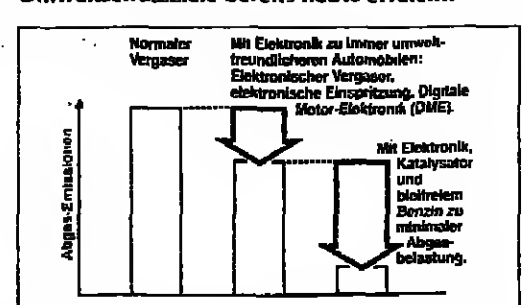 Normaler
Vergaser
Mit Elektronik zu immer umwelt-
freundlicheren Automobilen:
Elektronischer Vergaser,
elektronische Einspritzung, Digitale
Motor-Elektronik (DME).
Mit Elektronik,
Katalysator
und
bleifreiem
Benzin zu
minimaler
Abgas-
belastung.
Abgas-Emissionen